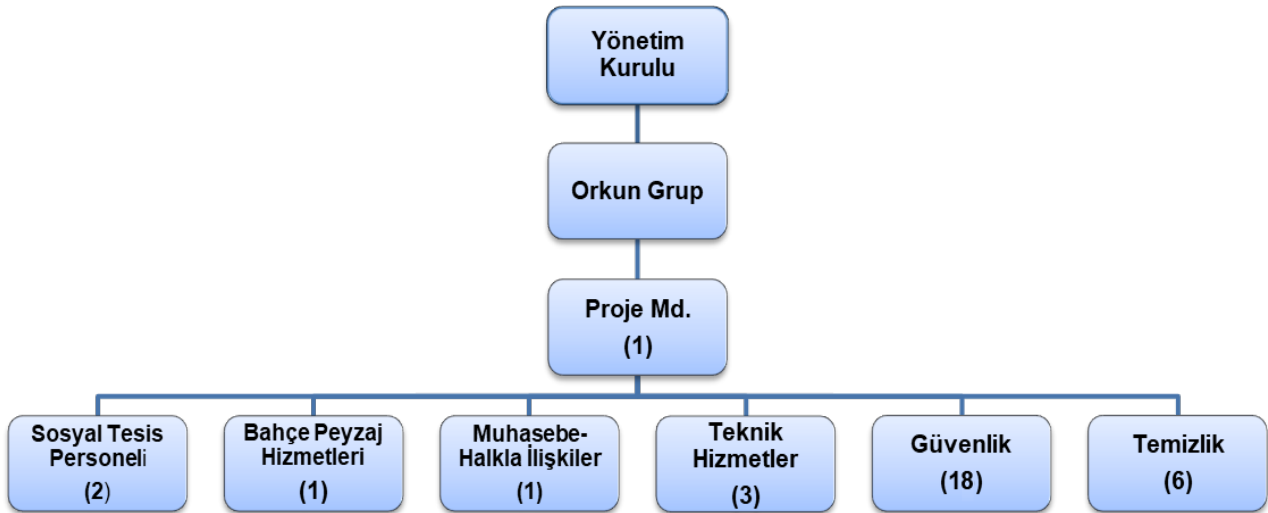 Yönetim
Kurulu
Orkun Grup
Proje Md.
(1)
Sosyal Tesis
Personeli
(2)
Bahçe Peyzaj
Hizmetleri
(1)
Muhasebe-
Halkla İlişkiler
(1)
Teknik
Hizmetler
(3)
Güvenlik
(18)
Temizlik
(6)